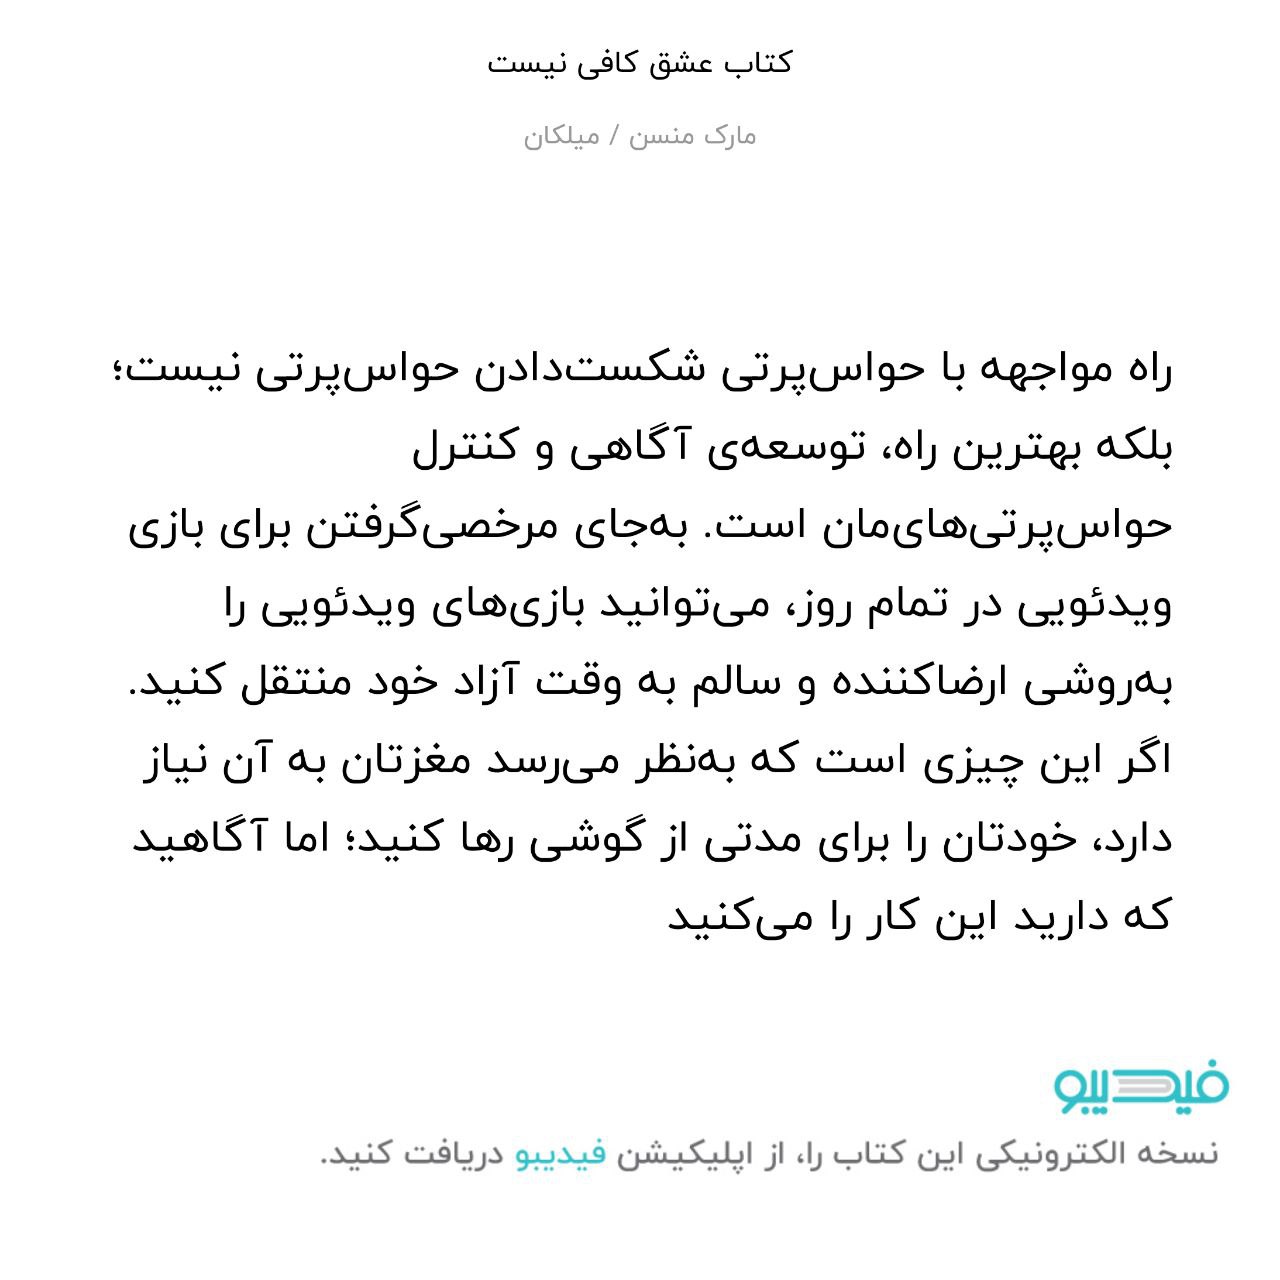 کتاب عشق کافی نیست
مارک منسن / میلکان
راه مواجهه با حواس‌پرتی شکست‌دادن حواس‌پرتی نیست؛
بلکه بهترین راه، توسعه‌ی آگاهی و کنترل
حواس‌پرتی‌های‌مان است. به‌جای مرخصی‌گرفتن برای بازی
ویدئویی در تمام روز، می‌توانید بازی‌های ویدئویی را
به‌روشی ارضاکننده و سالم به وقت آزاد خود منتقل کنید.
اگر این چیزی است که به‌نظر می‌رسد مغزتان به آن نیاز
دارد، خودتان را برای مدتی از گوشی رها کنید؛ اما آگاهید
که دارید این کار را می‌کنید
فیدیبو
نسخه الکترونیکی این کتاب را، از اپلیکیشن فیدیبو دریافت کنید.